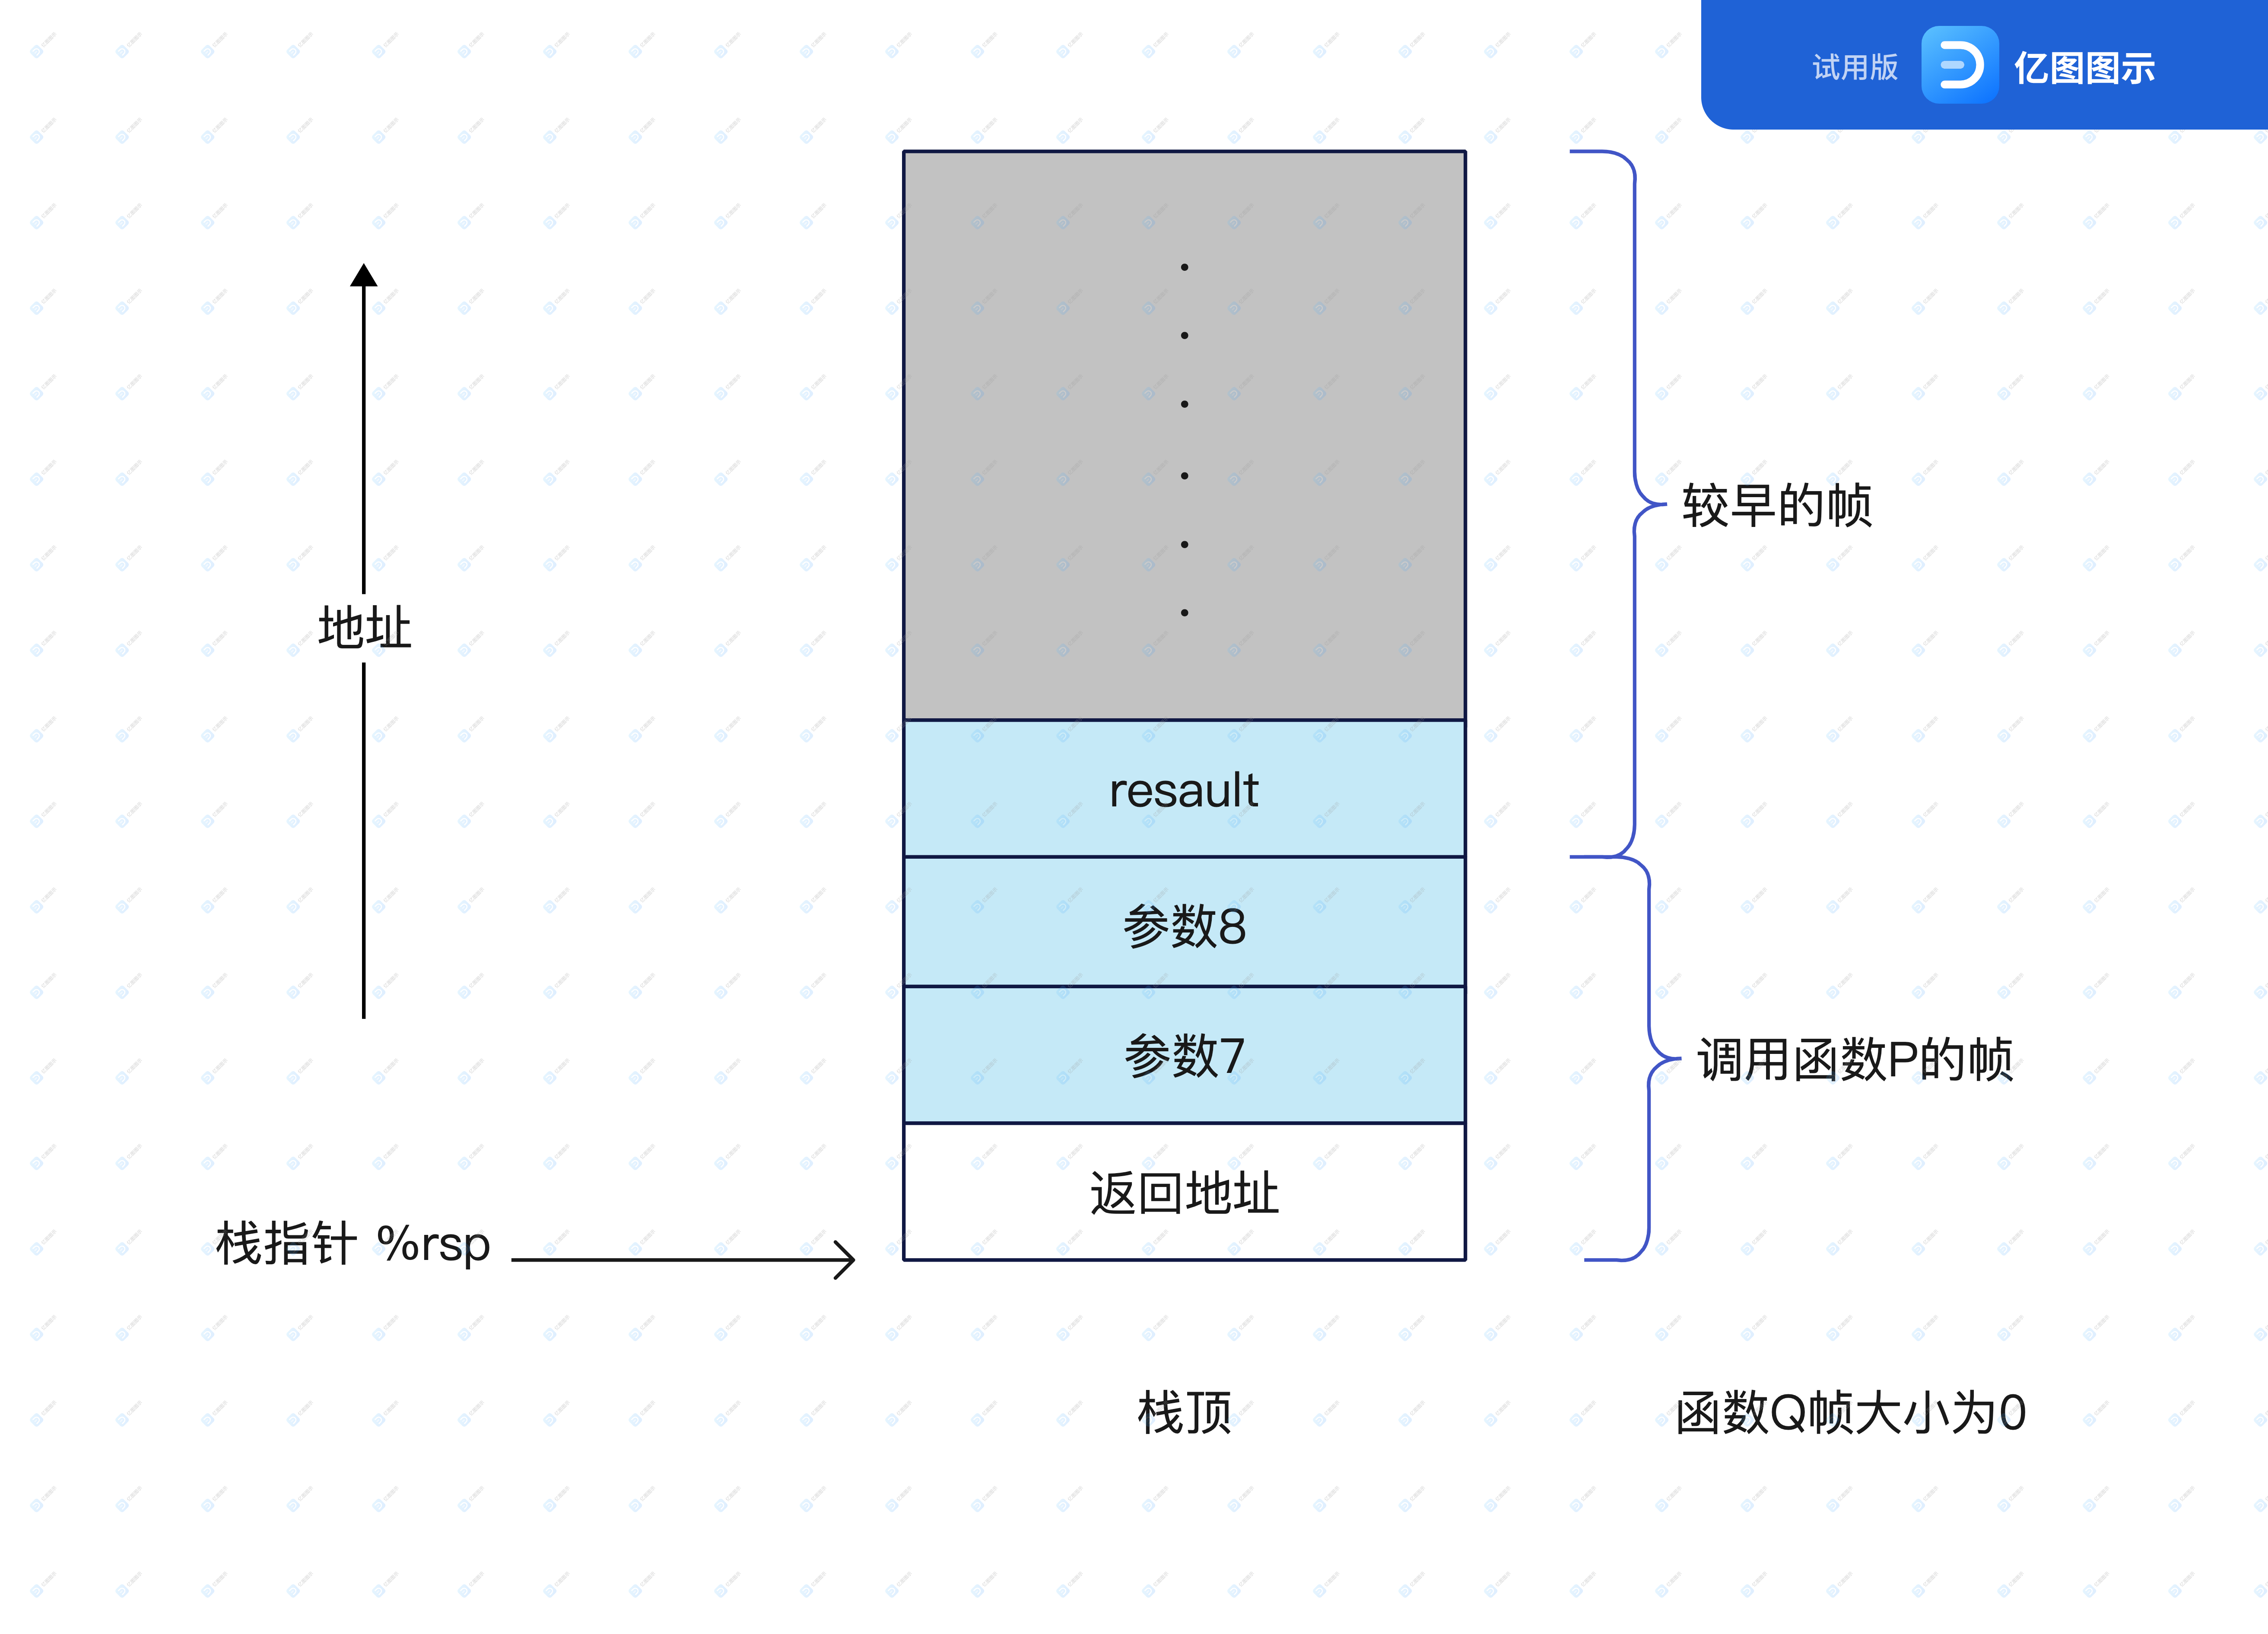 试用版 亿图图示
较早的帧
地址
resault
参数8
参数7
调用函数P的帧
返回地址
栈指针 %rsp
栈顶
函数Q帧大小为0